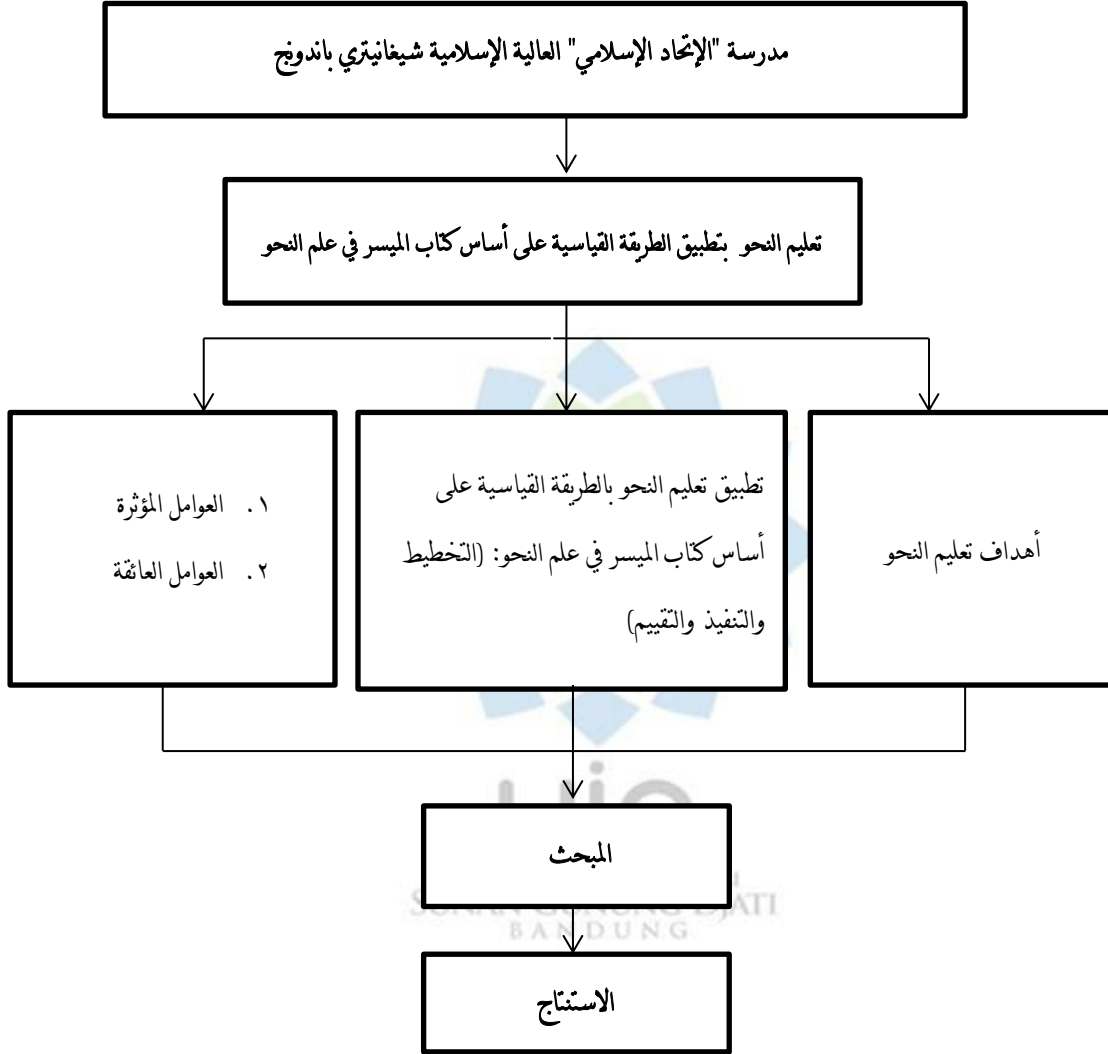 مدرسة "الإتحاد الإسلامي" العالية الإسلامية شيغانيتري باندونج
تعليم النحو بتطبيق الطريقة القياسية على أساس كتاب الميسر في علم النحو
أهداف تعليم النحو
تطبيق تعليم النحو بالطريقة القياسية على
أساس كتاب الميسر في علم النحو: (التخطيط
والتنفيذ والتقييم)
١. العوامل المؤثرة
٢. العوامل العائقة
المبحث
SUNAN GUNUNG DJATI
BANDUNG
الاستنتاج